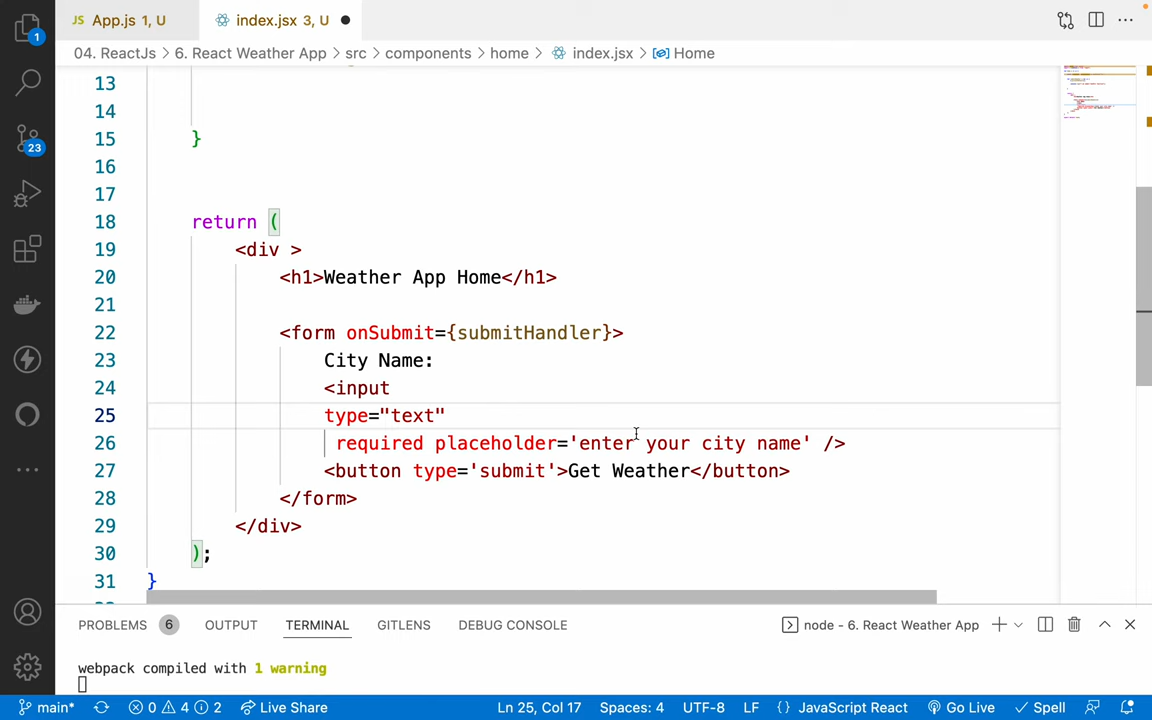 JS App.js 1, U
index.jsx 3, U
04. ReactJs > 6. React Weather App > src > components > home > index.jsx > Home
1
23
13
14
15 }
16
17
18 return (
19 <div >
20 <h1>Weather App Home</h1>
21
22 <form onSubmit={submitHandler}>
23 City Name:
24 <input
25 type="text"
26 required placeholder='enter your city name' />
27 <button type='submit'>Get Weather</button>
28 </form>
29 </div>
30 );
31 }
PROBLEMS 6 OUTPUT TERMINAL GITLENS DEBUG CONSOLE node - 6. React Weather App
webpack compiled with 1 warning
main* 0 4 2 Live Share Ln 25, Col 17 Spaces: 4 UTF-8 LF {} JavaScript React Go Live Spell